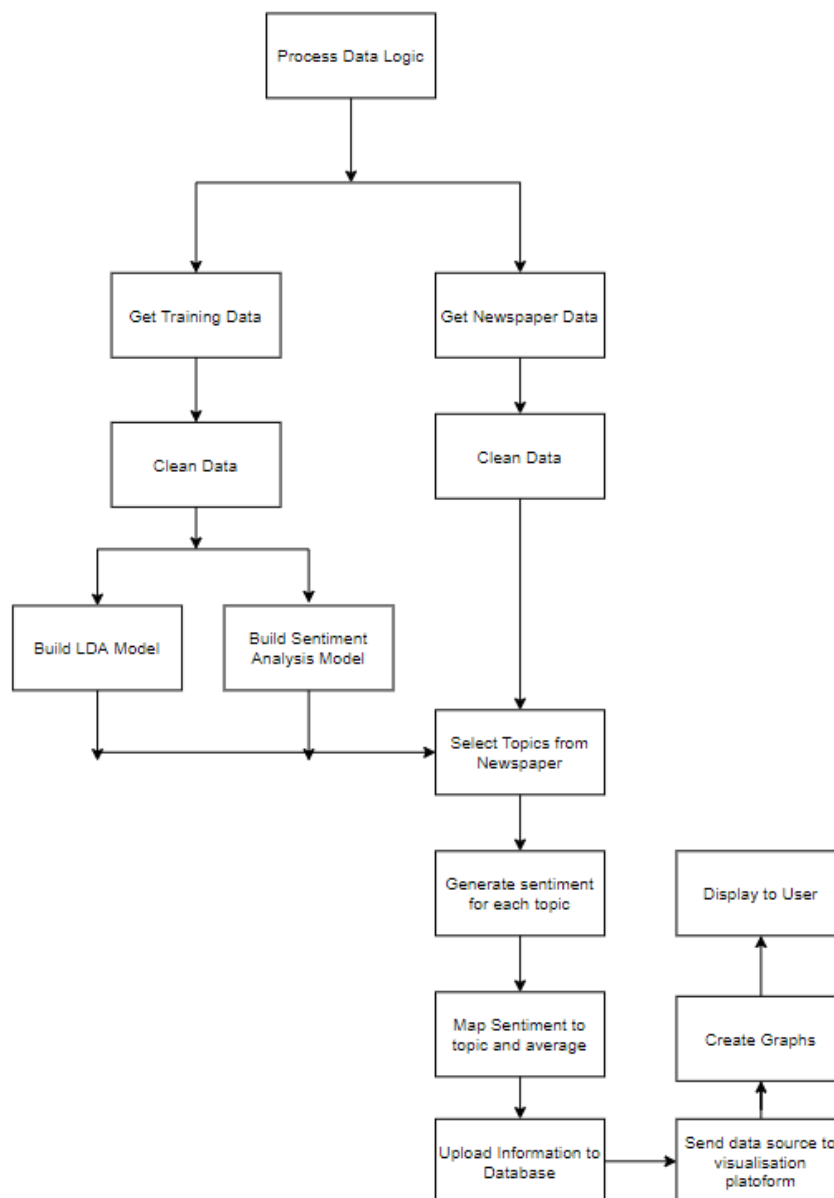 Process Data Logic
Get Training Data
Get Newspaper Data
Clean Data
Clean Data
Build LDA Model
Build Sentiment
Analysis Model
Select Topics from
Newspaper
Generate sentiment
for each topic
Display to User
Map Sentiment to
topic and average
Create Graphs
Upload Information to
Database
Send data source to
visualisation
platoform